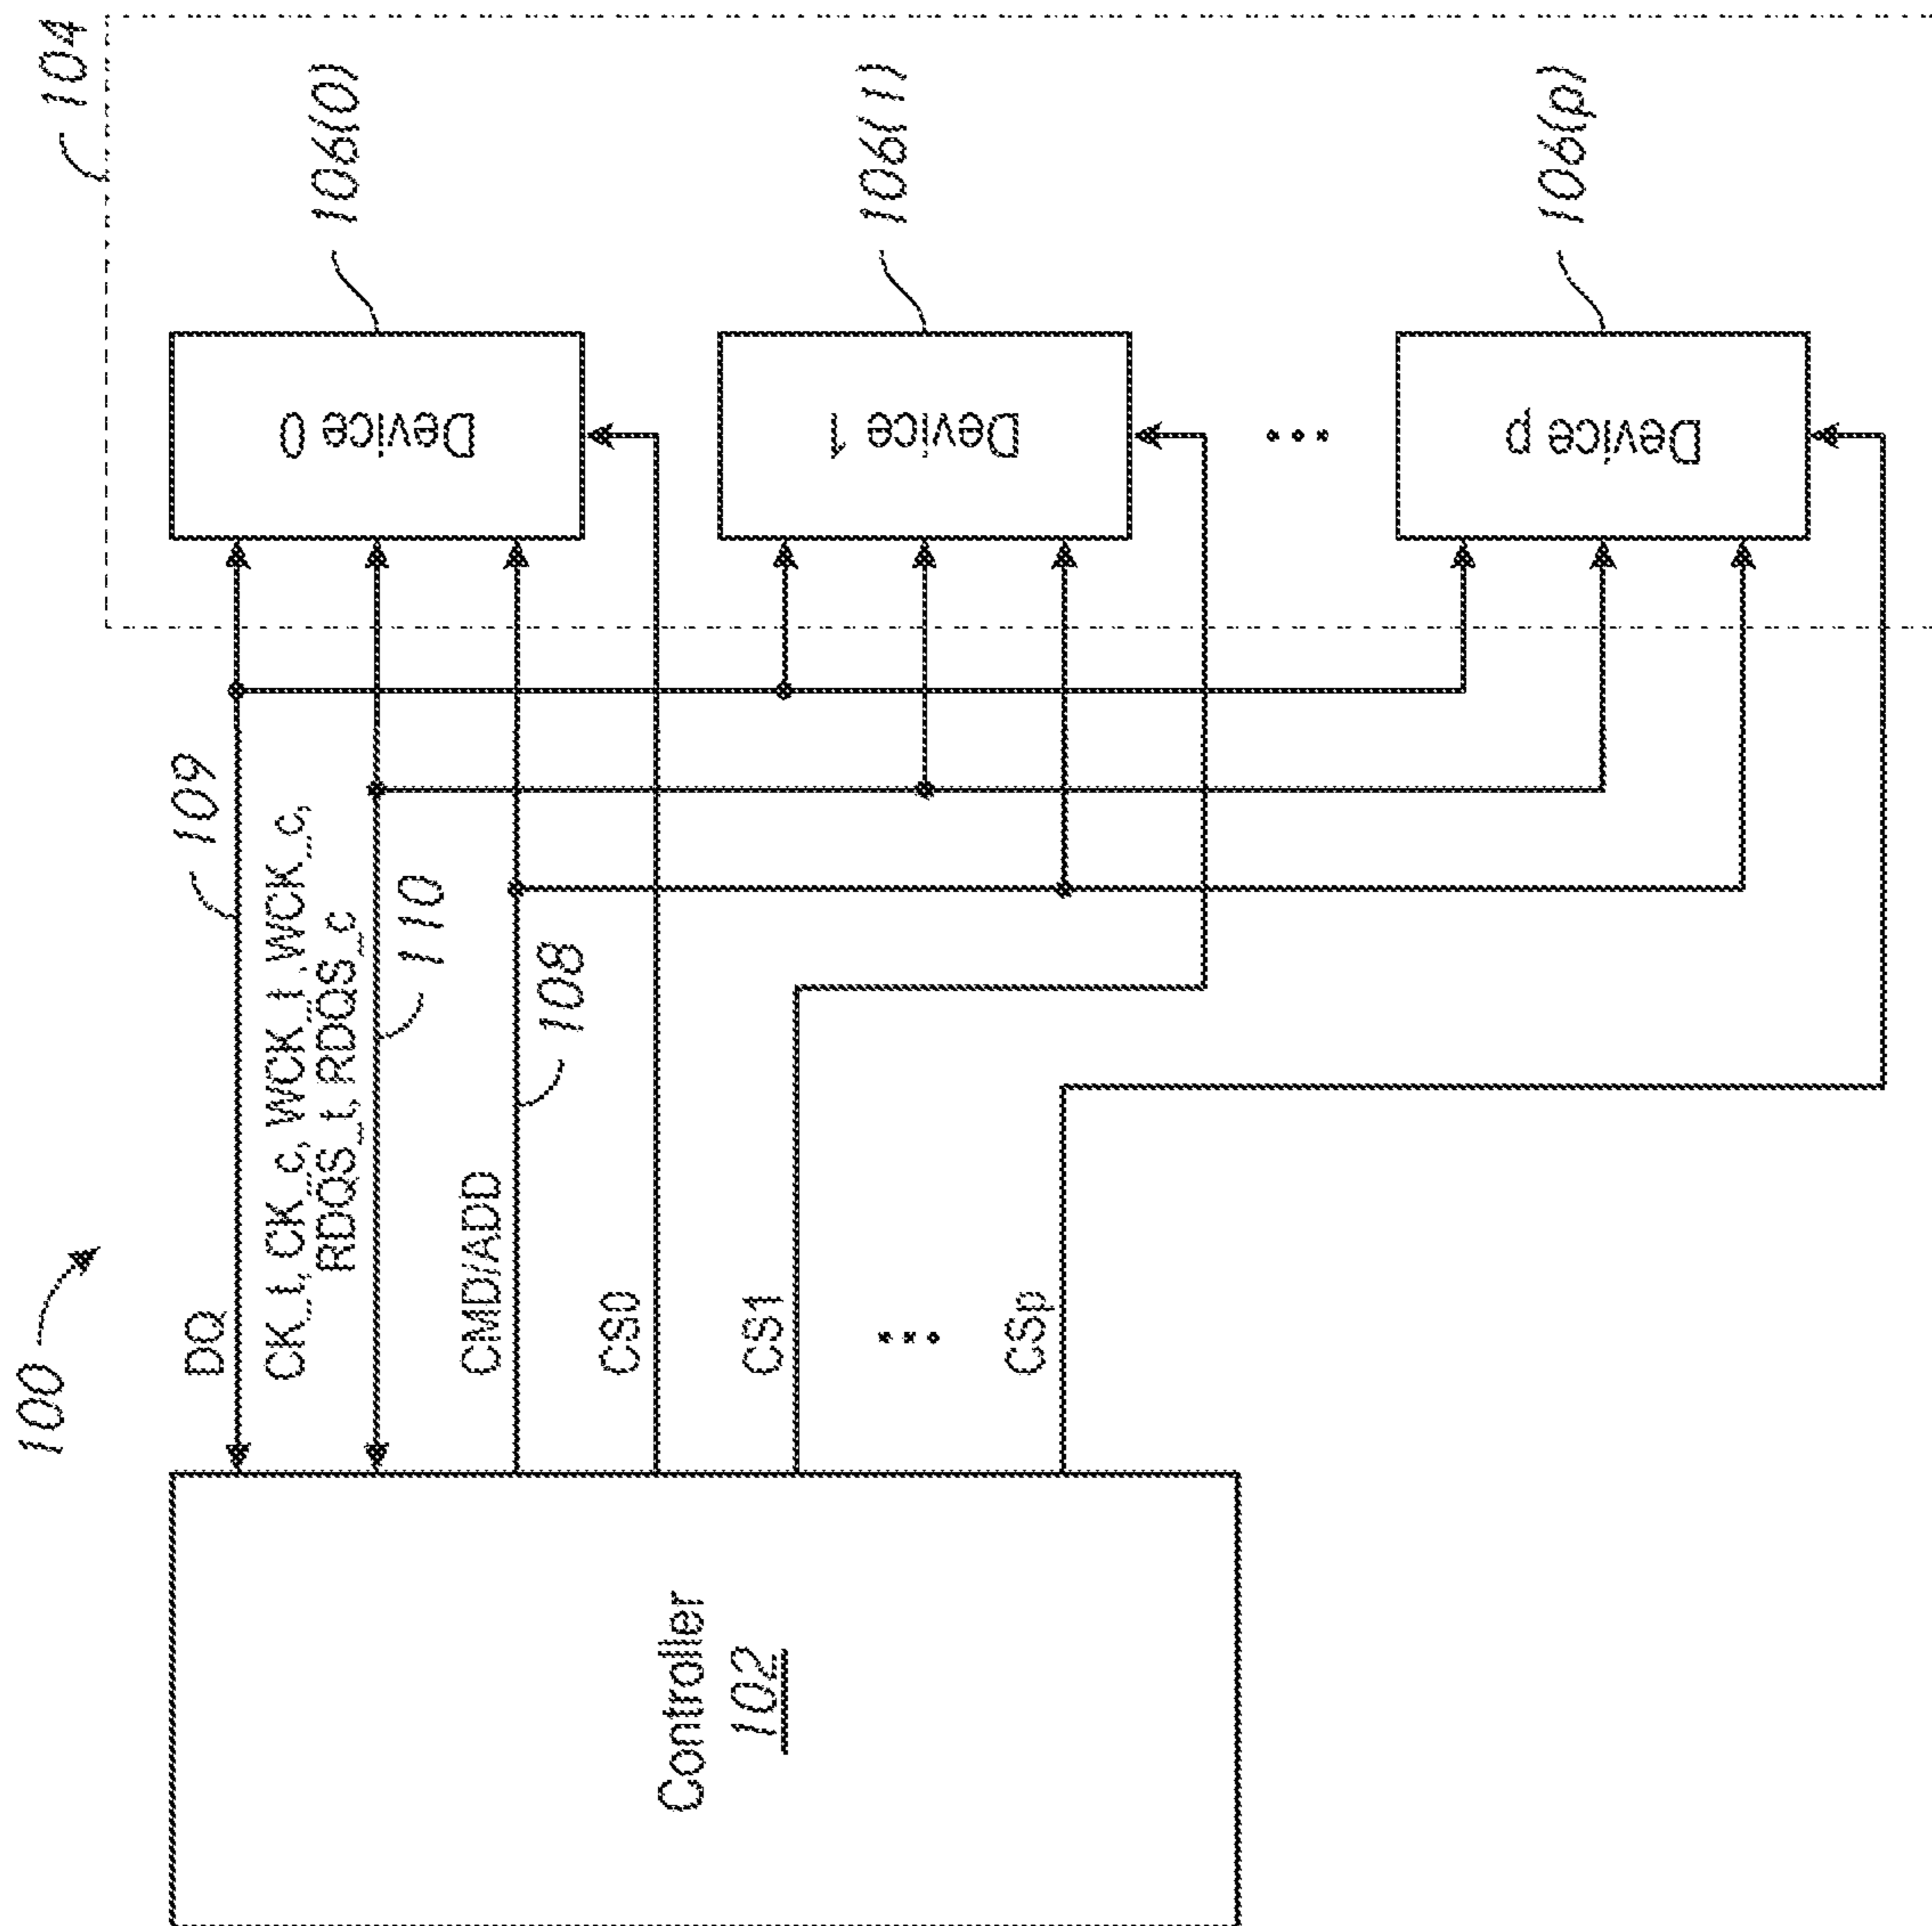 100
104
DQ
109
CK_t, CK_c, WCK_t, WCK_c,
RDQS_t, RDQS_c
110
CMD/ADD
108
CS0
CS1
...
CSp
Controller
102
Device 0
106(0)
Device 1
106(1)
...
Device p
106(p)